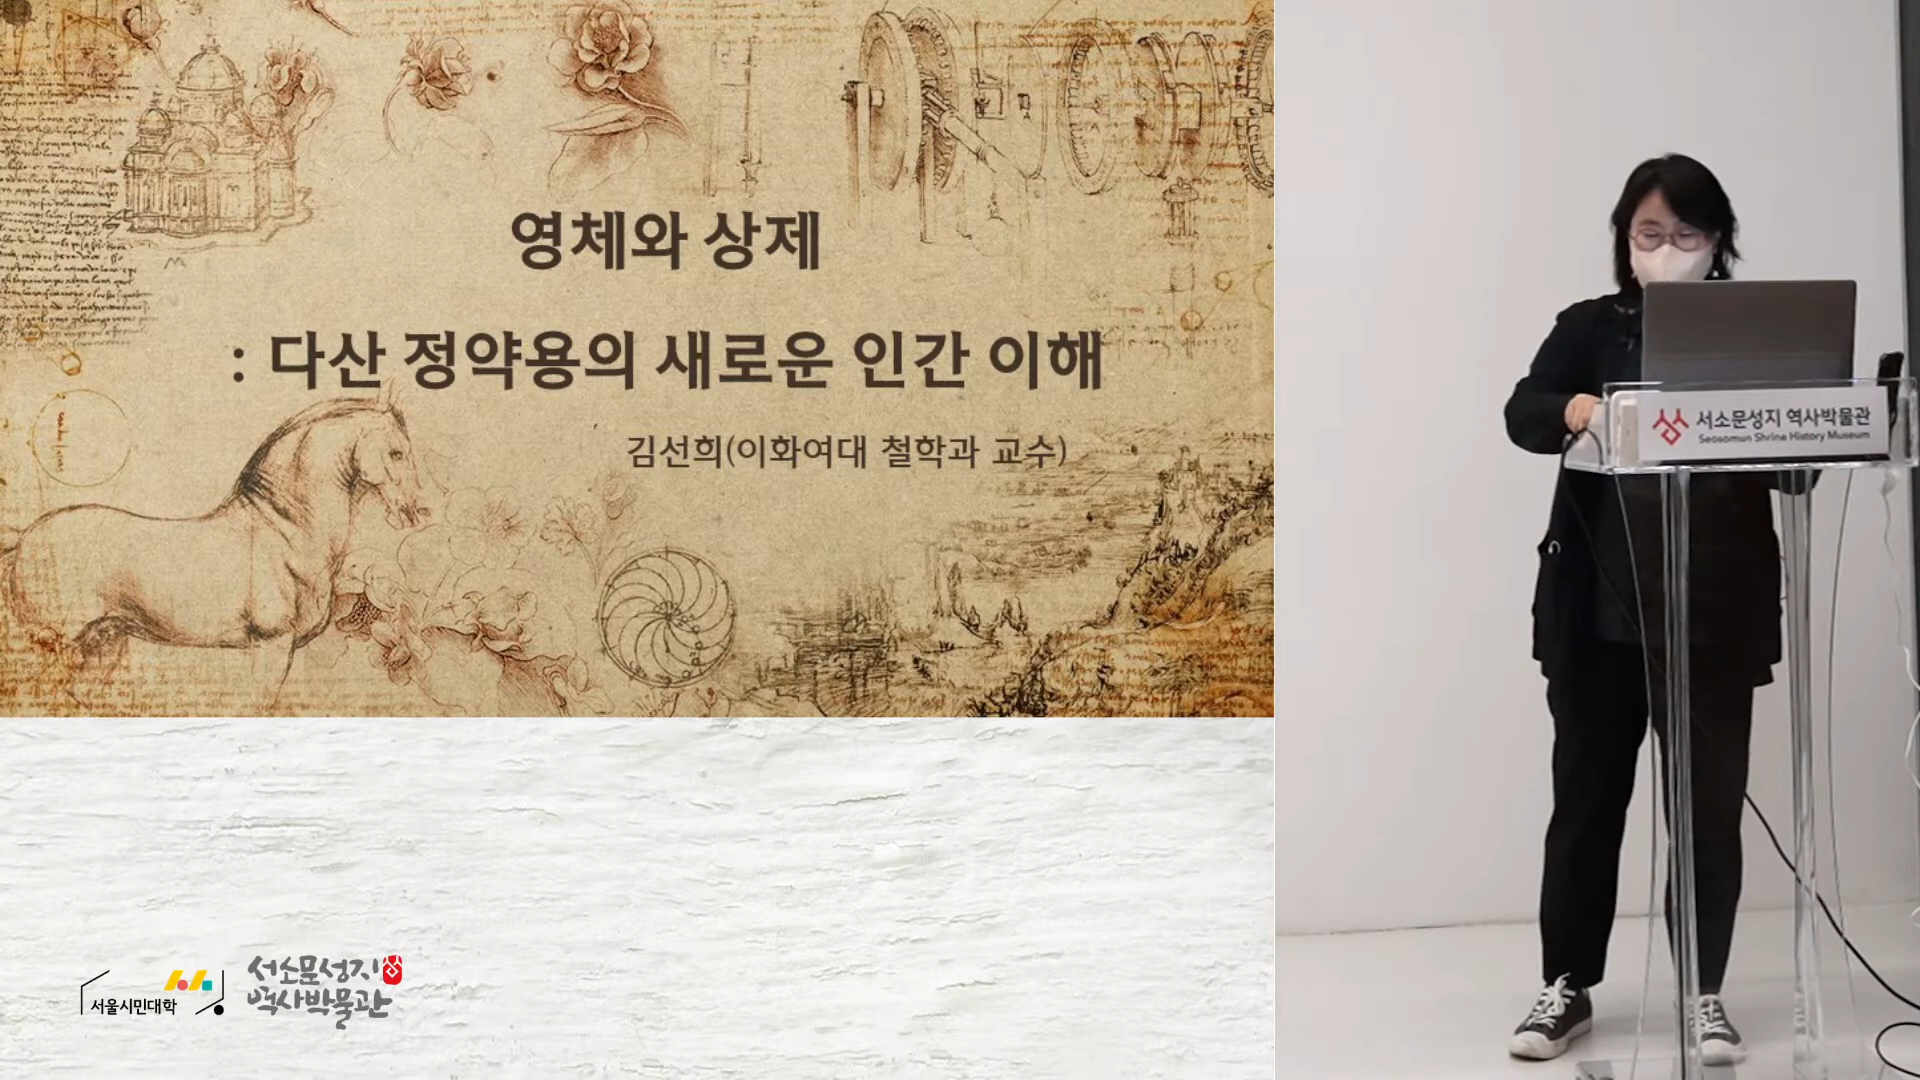 영체와 상제
: 다산 정약용의 새로운 인간 이해
김선희(이화여대 철학과 교수)
서소문성지 역사박물관
Seosomun Shrine History Museum
서울시민대학
서소문성지
역사박물관